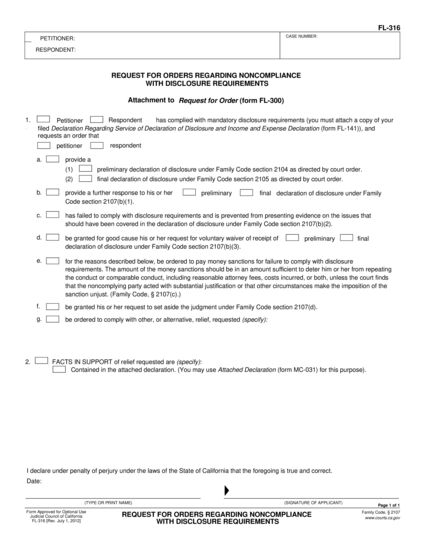 FL-316
PETITIONER:
RESPONDENT:
CASE NUMBER:
REQUEST FOR ORDERS REGARDING NONCOMPLIANCE
WITH DISCLOSURE REQUIREMENTS
Attachment to Request for Order (form FL-300)
1. Petitioner Respondent has complied with mandatory disclosure requirements (you must attach a copy of your
filed Declaration Regarding Service of Declaration of Disclosure and Income and Expense Declaration (form FL-141)), and
requests an order that
petitioner respondent
a. provide a
(1) preliminary declaration of disclosure under Family Code section 2104 as directed by court order.
(2) final declaration of disclosure under Family Code section 2105 as directed by court order.
b. provide a further response to his or her preliminary final declaration of disclosure under Family
Code section 2107(b)(1).
c. has failed to comply with disclosure requirements and is prevented from presenting evidence on the issues that
should have been covered in the declaration of disclosure under Family Code section 2107(b)(2).
d. be granted for good cause his or her request for voluntary waiver of receipt of preliminary final
declaration of disclosure under Family Code section 2107(b)(3).
e. for the reasons described below, be ordered to pay money sanctions for failure to comply with disclosure
requirements. The amount of the money sanctions should be in an amount sufficient to deter him or her from repeating
the conduct or comparable conduct, including reasonable attorney fees, costs incurred, or both, unless the court finds
that the noncomplying party acted with substantial justification or that other circumstances make the imposition of the
sanction unjust. (Family Code, § 2107(c).)
f. be granted his or her request to set aside the judgment under Family Code section 2107(d).
g. be ordered to comply with other, or alternative, relief, requested (specify):
2. FACTS IN SUPPORT of relief requested are (specify):
Contained in the attached declaration. (You may use Attached Declaration (form MC-031) for this purpose).
I declare under penalty of perjury under the laws of the State of California that the foregoing is true and correct.
Date:
(TYPE OR PRINT NAME)
(SIGNATURE OF APPLICANT)
Page 1 of 1
Form Approved for Optional Use
Judicial Council of California
FL-316 [Rev. July 1, 2012]
REQUEST FOR ORDERS REGARDING NONCOMPLIANCE
WITH DISCLOSURE REQUIREMENTS
Family Code, § 2107
www.courts.ca.gov